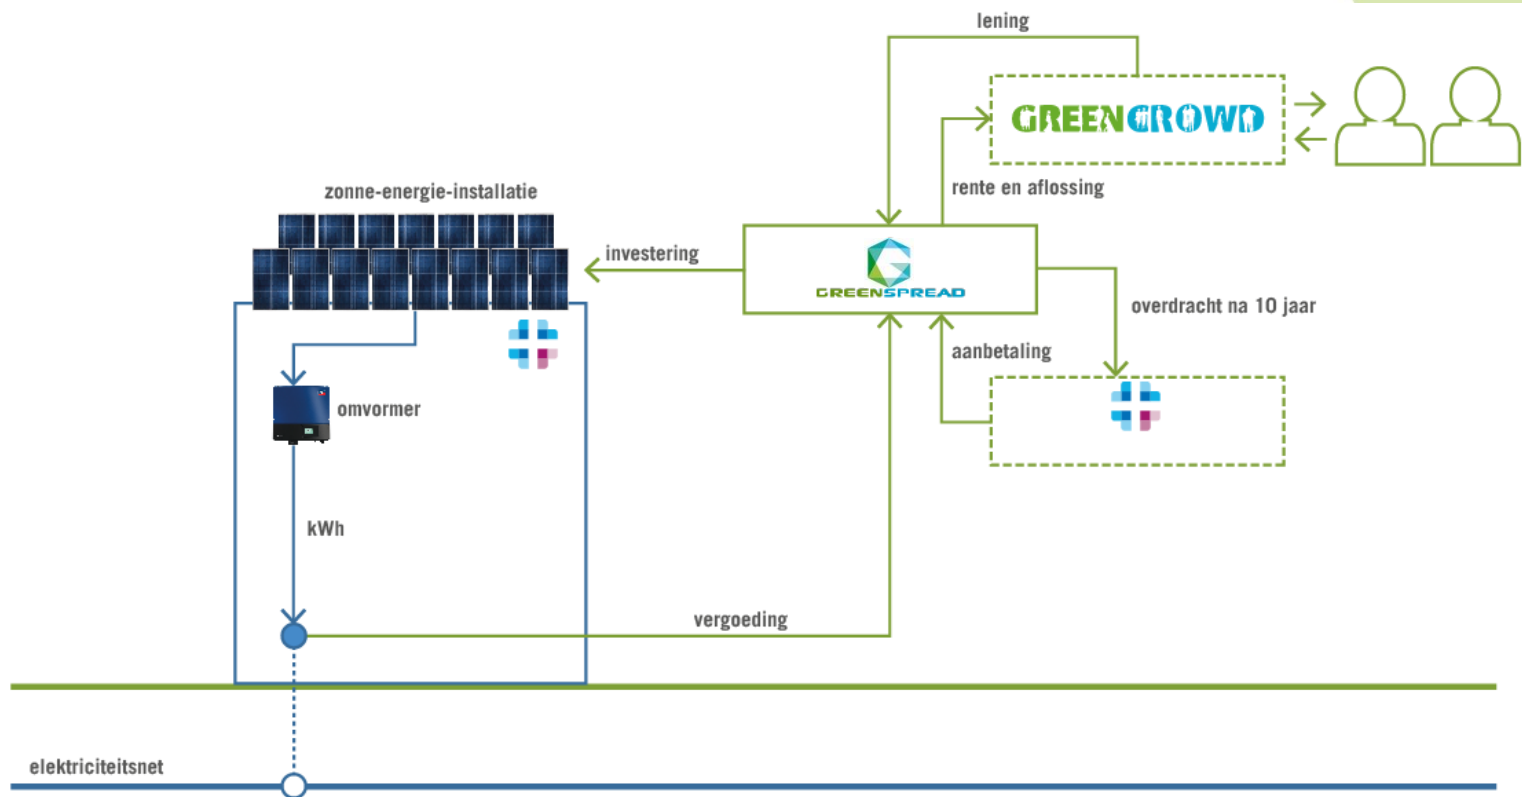 lening
GREENCROWD
rente en aflossing
zonne-energie-installatie
investering
GREENSPREAD
overdracht na 10 jaar
aanbetaling
omvormer
kWh
vergoeding
elektriciteitsnet